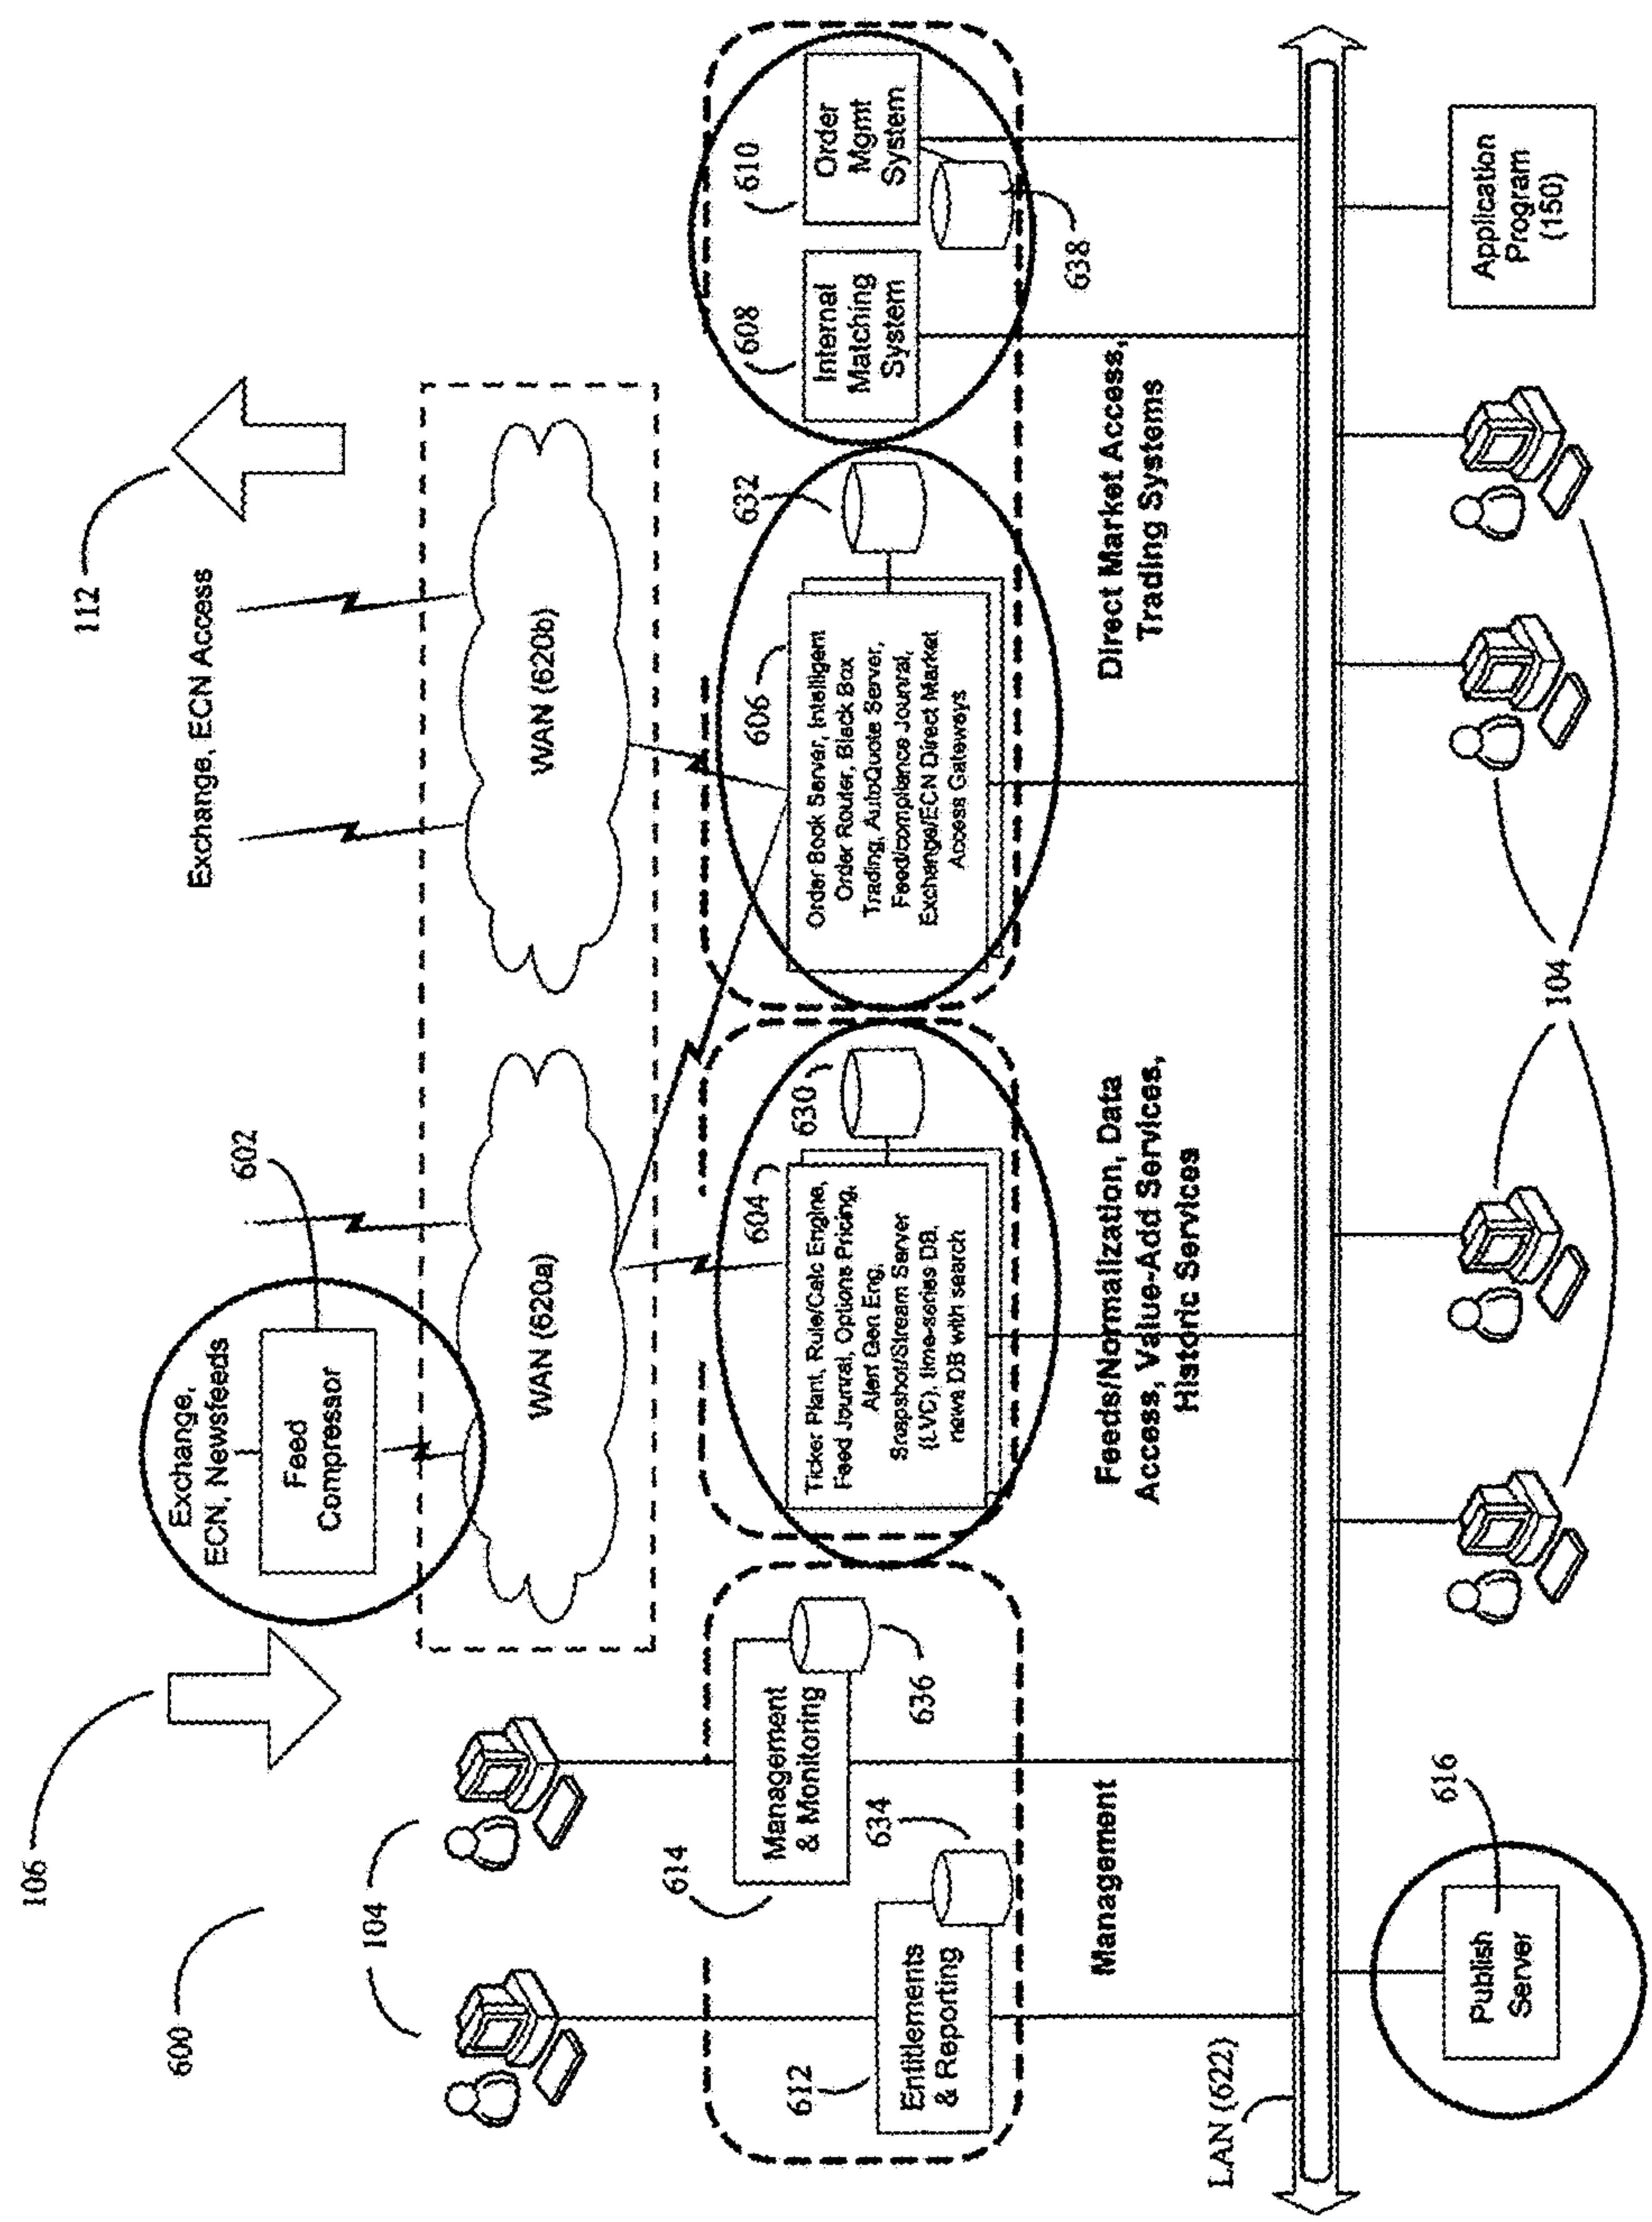 600
106
104
Exchange,
ECN, Newsfeeds
Feed
Compressor
602
Exchange, ECN Access
112
WAN (620a)
WAN (620b)
614
Management
& Monitoring
636
612
Entitlements
& Reporting
634
Management
604
Ticker Plant, Rule/Calc Engine,
Feed Jounral, Options Pricing,
Alert Gen Eng,
Snapshot/Stream Server
(LVC), time-series DB,
news DB with search
630
Feeds/Normalization, Data
Access, Value-Add Services,
Historic Services
606
Order Book Server, Intelligent
Order Router, Black Box
Trading, AutoQuote Server,
Feed/compliance Jounral,
Exchange/ECN Direct Market
Access Gateways
632
608
Internal
Matching
System
610
Order
Mgmt
System
638
Direct Market Access,
Trading Systems
LAN (622)
Publish
Server
616
104
Application
Program
(150)